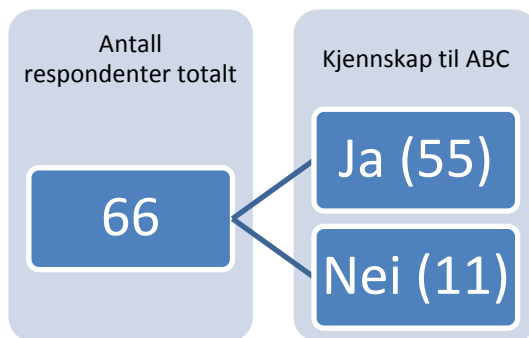 Antall
respondenter totalt
66
Kjennskap til ABC
Ja (55)
Nei (11)